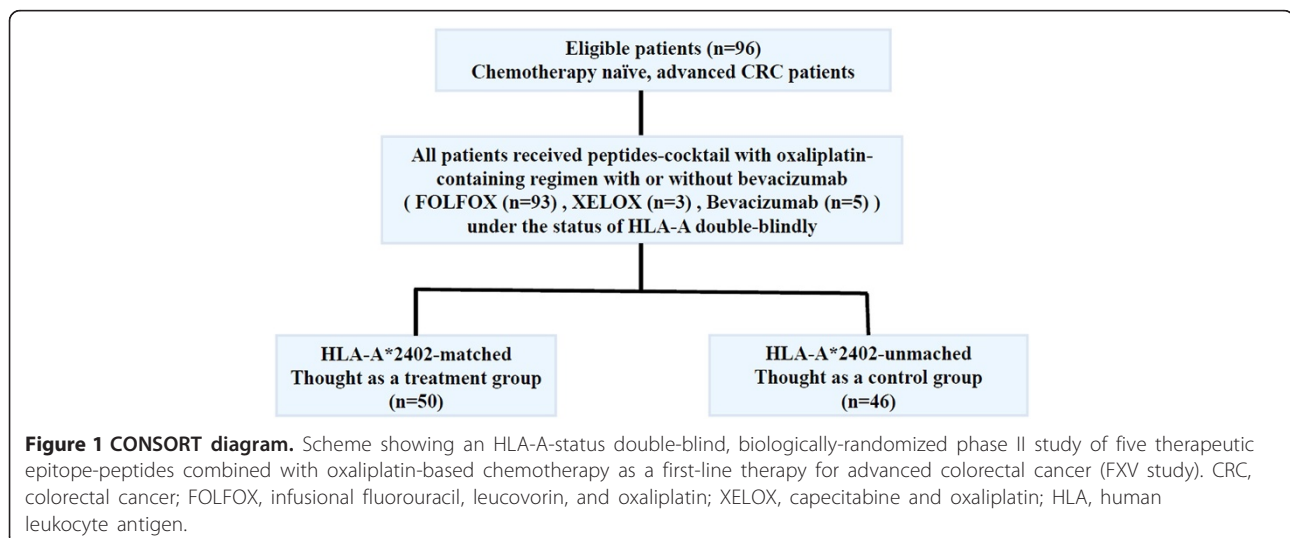 Eligible patients (n=96)
Chemotherapy naïve, advanced CRC patients
All patients received peptides-cocktail with oxaliplatin-
containing regimen with or without bevacizumab
( FOLFOX (n=93) , XELOX (n=3) , Bevacizumab (n=5) )
under the status of HLA-A double-blindly
HLA-A*2402-matched
Thought as a treatment group
(n=50)
HLA-A*2402-unmached
Thought as a control group
(n=46)
Figure 1 CONSORT diagram. Scheme showing an HLA-A-status double-blind, biologically-randomized phase II study of five therapeutic
epitope-peptides combined with oxaliplatin-based chemotherapy as a first-line therapy for advanced colorectal cancer (FXV study). CRC,
colorectal cancer; FOLFOX, infusional fluorouracil, leucovorin, and oxaliplatin; XELOX, capecitabine and oxaliplatin; HLA, human
leukocyte antigen.